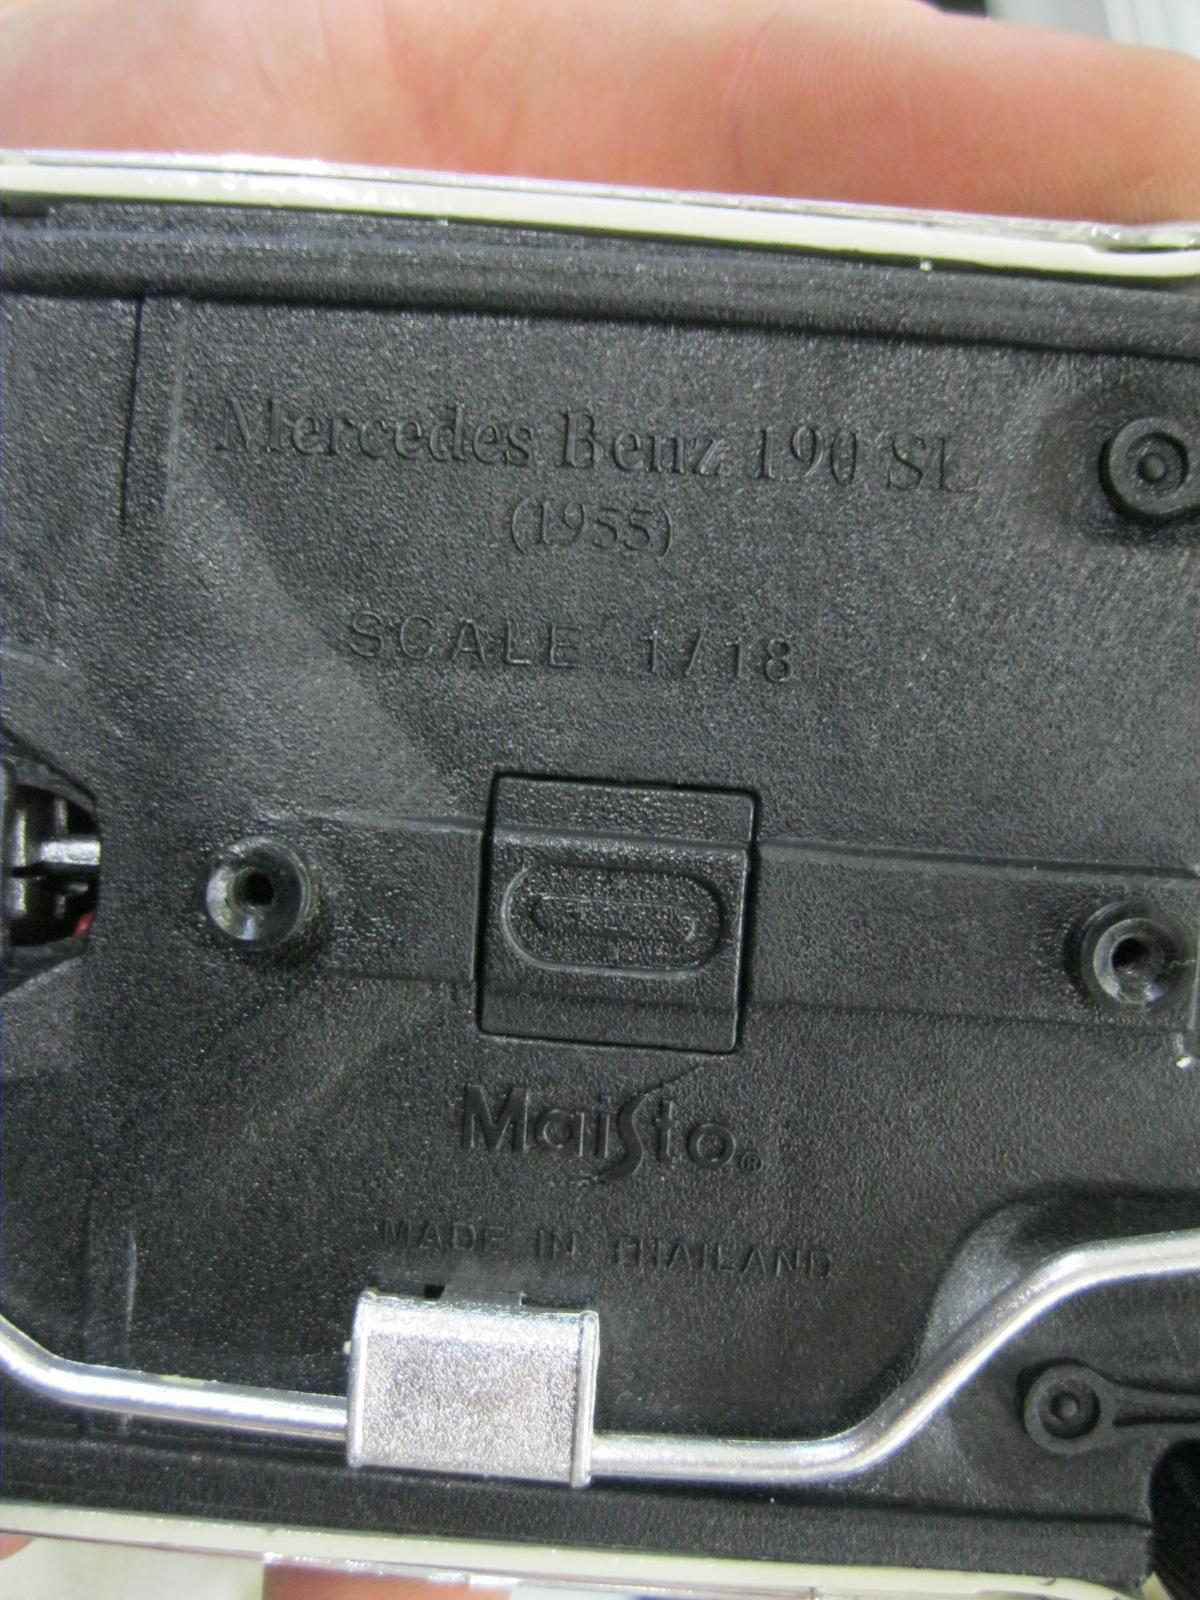 Mercedes Benz 190 SL
(1955)
SCALE 1/18
Maisto®
MADE IN THAILAND